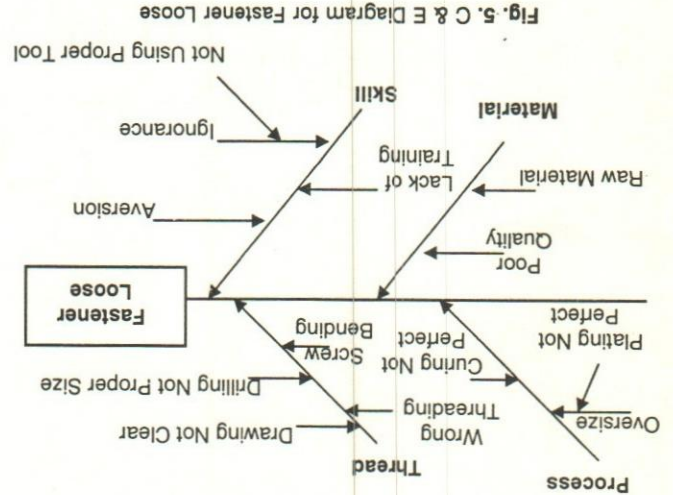 Process
Thread
Oversize
Wrong
Threading
Drawing Not Clear
Plating Not
Perfect
Curing Not
Perfect
Screw
Bending
Drilling Not Proper Size
Fastener
Loose
Poor
Quality
Aversion
Raw Material
Lack of
Training
Ignorance
Material
Skill
Not Using Proper Tool
Fig. 5. C & E Diagram for Fastener Loose